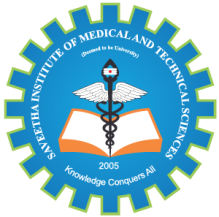 SAVEETHA INSTITUTE OF MEDICAL AND TECHNICAL SCIENCES
(Deemed to be University)
2005
Knowledge Conquers All